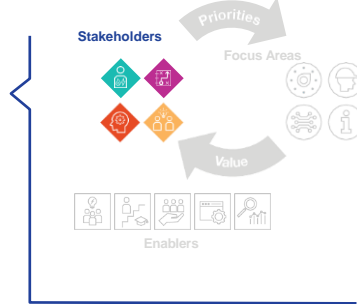 Priorities
Stakeholders
Focus Areas
Value
Enablers